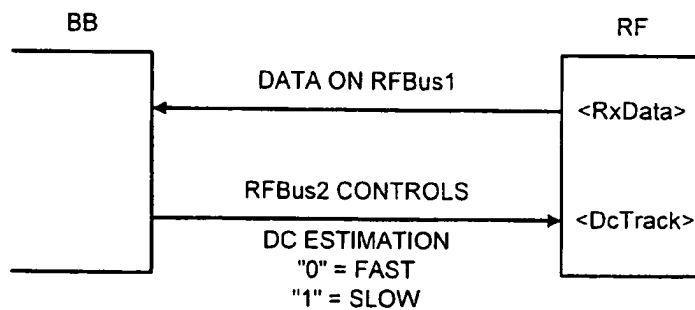 BB
RF
DATA ON RFBus1
<RxData>
RFBus2 CONTROLS
<DcTrack>
DC ESTIMATION
"0" = FAST
"1" = SLOW